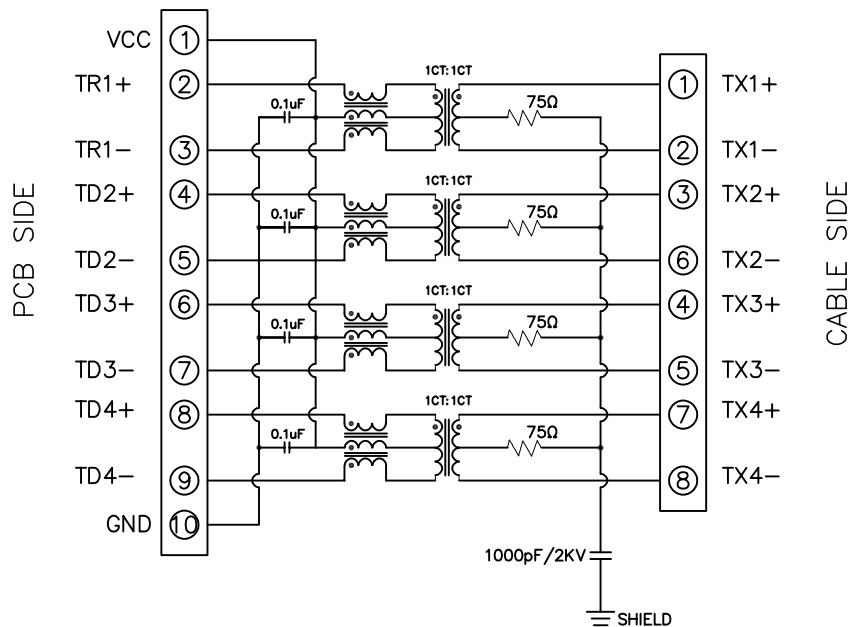 PCB SIDE
VCC 1
TR1+ 2
TR1- 3
TD2+ 4
TD2- 5
TD3+ 6
TD3- 7
TD4+ 8
TD4- 9
GND 10
0.1uF
0.1uF
0.1uF
0.1uF
1CT:1CT
1CT:1CT
1CT:1CT
1CT:1CT
75Ω
75Ω
75Ω
75Ω
1000pF/2KV
SHIELD
1 TX1+
2 TX1-
3 TX2+
6 TX2-
4 TX3+
5 TX3-
7 TX4+
8 TX4-
CABLE SIDE